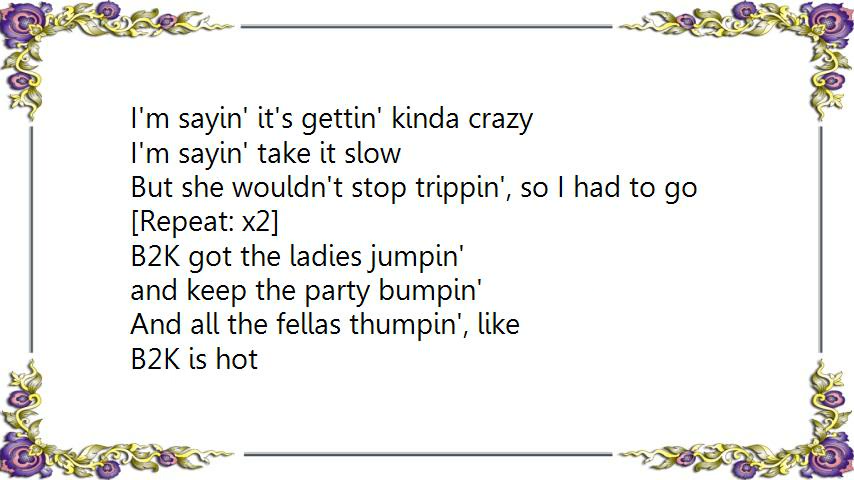 I'm sayin' it's gettin' kinda crazy
I'm sayin' take it slow
But she wouldn't stop trippin', so I had to go
[Repeat: x2]
B2K got the ladies jumpin'
and keep the party bumpin'
And all the fellas thumpin', like
B2K is hot